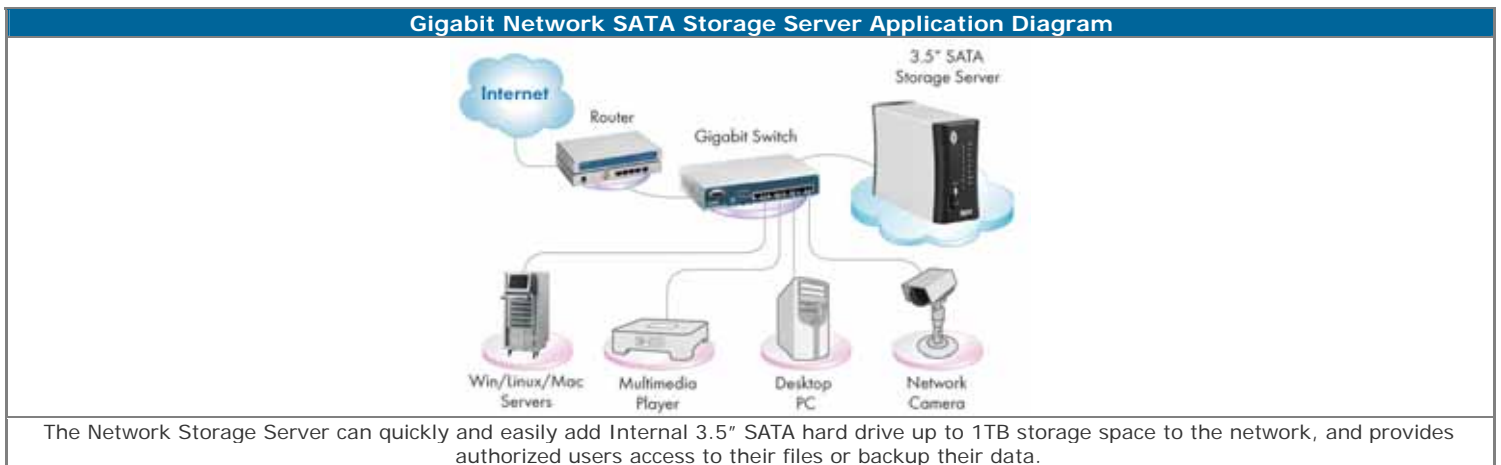 Gigabit Network SATA Storage Server Application Diagram
3.5" SATA
Storage Server
Internet
Router
Gigabit Switch
Win/Linux/Mac
Servers
Multimedia
Player
Desktop
PC
Network
Camera
The Network Storage Server can quickly and easily add Internal 3.5" SATA hard drive up to 1TB storage space to the network, and provides
authorized users access to their files or backup their data.